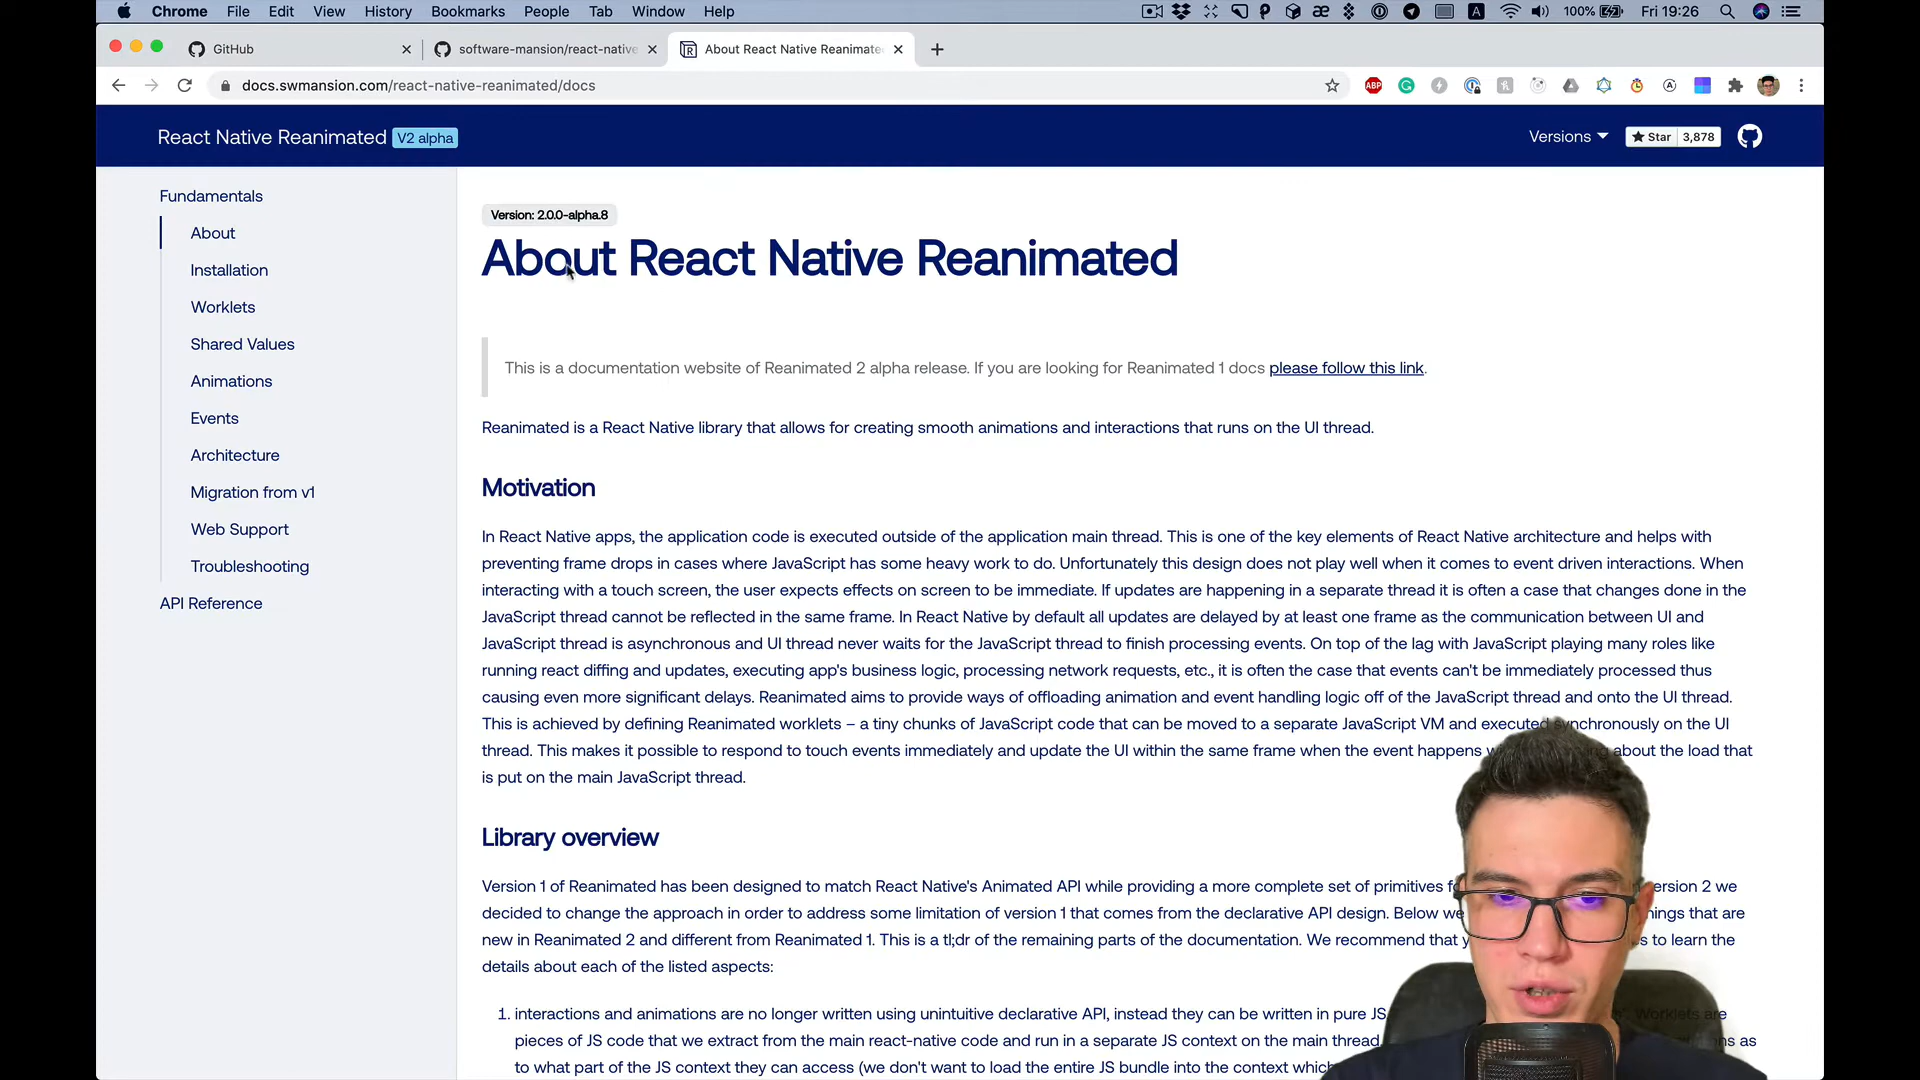 Chrome File Edit View History Bookmarks People Tab Window Help 100% Fri 19:26
GitHub software-mansion/react-native About React Native Reanimate
docs.swmansion.com/react-native-reanimated/docs
React Native Reanimated V2 alpha Versions Star 3,878
Fundamentals
About
Installation
Worklets
Shared Values
Animations
Events
Architecture
Migration from v1
Web Support
Troubleshooting
API Reference
Version: 2.0.0-alpha.8
About React Native Reanimated
This is a documentation website of Reanimated 2 alpha release. If you are looking for Reanimated 1 docs please follow this link.
Reanimated is a React Native library that allows for creating smooth animations and interactions that runs on the UI thread.
Motivation
In React Native apps, the application code is executed outside of the application main thread. This is one of the key elements of React Native architecture and helps with
preventing frame drops in cases where JavaScript has some heavy work to do. Unfortunately this design does not play well when it comes to event driven interactions. When
interacting with a touch screen, the user expects effects on screen to be immediate. If updates are happening in a separate thread it is often a case that changes done in the
JavaScript thread cannot be reflected in the same frame. In React Native by default all updates are delayed by at least one frame as the communication between UI and
JavaScript thread is asynchronous and UI thread never waits for the JavaScript thread to finish processing events. On top of the lag with JavaScript playing many roles like
running react diffing and updates, executing app's business logic, processing network requests, etc., it is often the case that events can't be immediately processed thus
causing even more significant delays. Reanimated aims to provide ways of offloading animation and event handling logic off of the JavaScript thread and onto the UI thread.
This is achieved by defining Reanimated worklets – a tiny chunks of JavaScript code that can be moved to a separate JavaScript VM and executed synchronously on the UI
thread. This makes it possible to respond to touch events immediately and update the UI within the same frame when the event happens about the load that
is put on the main JavaScript thread.
Library overview
Version 1 of Reanimated has been designed to match React Native's Animated API while providing a more complete set of primitives ersion 2 we
decided to change the approach in order to address some limitation of version 1 that comes from the declarative API design. Below we hings that are
new in Reanimated 2 and different from Reanimated 1. This is a tl;dr of the remaining parts of the documentation. We recommend that s to learn the
details about each of the listed aspects:
1. interactions and animations are no longer written using unintuitive declarative API, instead they can be written in pure JS Worklets are
pieces of JS code that we extract from the main react-native code and run in a separate JS context on the main thread. as
to what part of the JS context they can access (we don't want to load the entire JS bundle into the context which